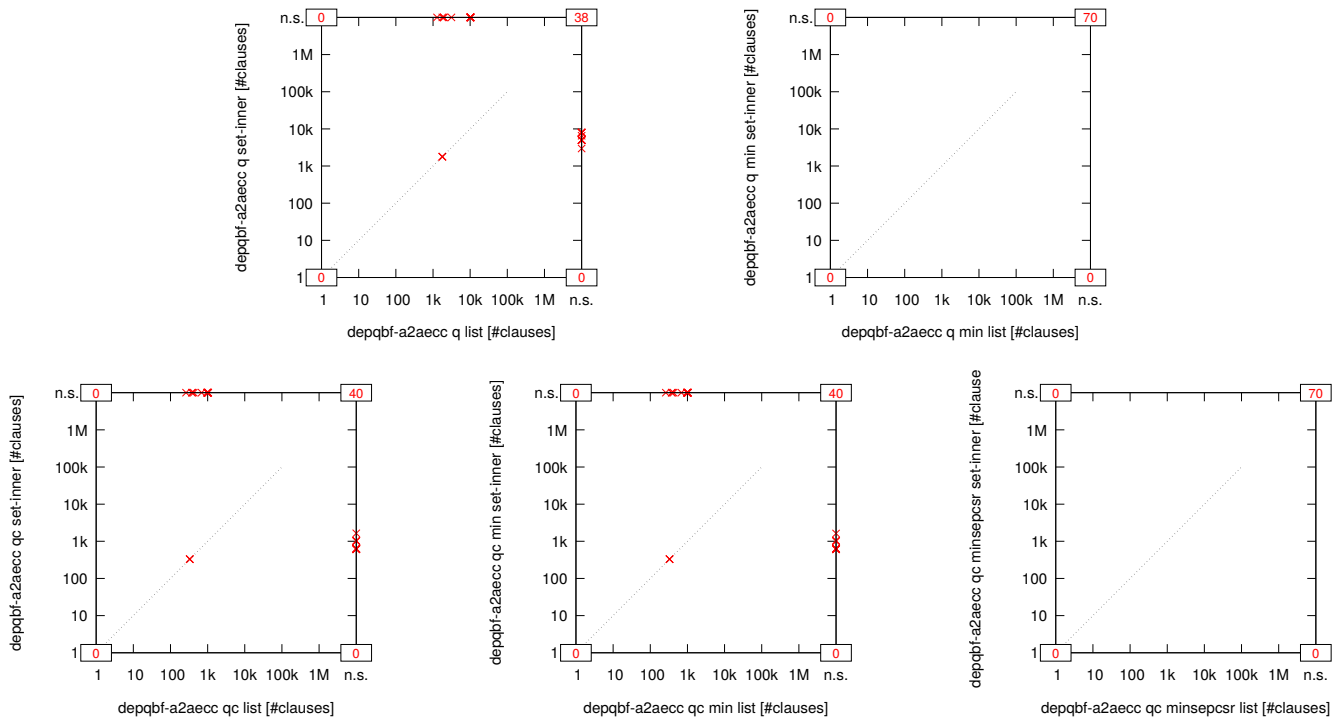 n.s.
0
38
1M
100k
10k
1k
100
10
1
0
0
1 10 100 1k 10k 100k 1M n.s.
depqbf-a2aecc q set-inner [#clauses]
depqbf-a2aecc q list [#clauses]
n.s.
0
70
1M
100k
10k
1k
100
10
1
0
0
1 10 100 1k 10k 100k 1M n.s.
depqbf-a2aecc q min set-inner [#clauses]
depqbf-a2aecc q min list [#clauses]
n.s.
0
40
1M
100k
10k
1k
100
10
1
0
0
1 10 100 1k 10k 100k 1M n.s.
depqbf-a2aecc qc set-inner [#clauses]
depqbf-a2aecc qc list [#clauses]
n.s.
0
40
1M
100k
10k
1k
100
10
1
0
0
1 10 100 1k 10k 100k 1M n.s.
depqbf-a2aecc qc min set-inner [#clauses]
depqbf-a2aecc qc min list [#clauses]
n.s.
0
70
1M
100k
10k
1k
100
10
1
0
0
1 10 100 1k 10k 100k 1M n.s.
depqbf-a2aecc qc minsepcsr set-inner [#clause
depqbf-a2aecc qc minsepcsr list [#clauses]